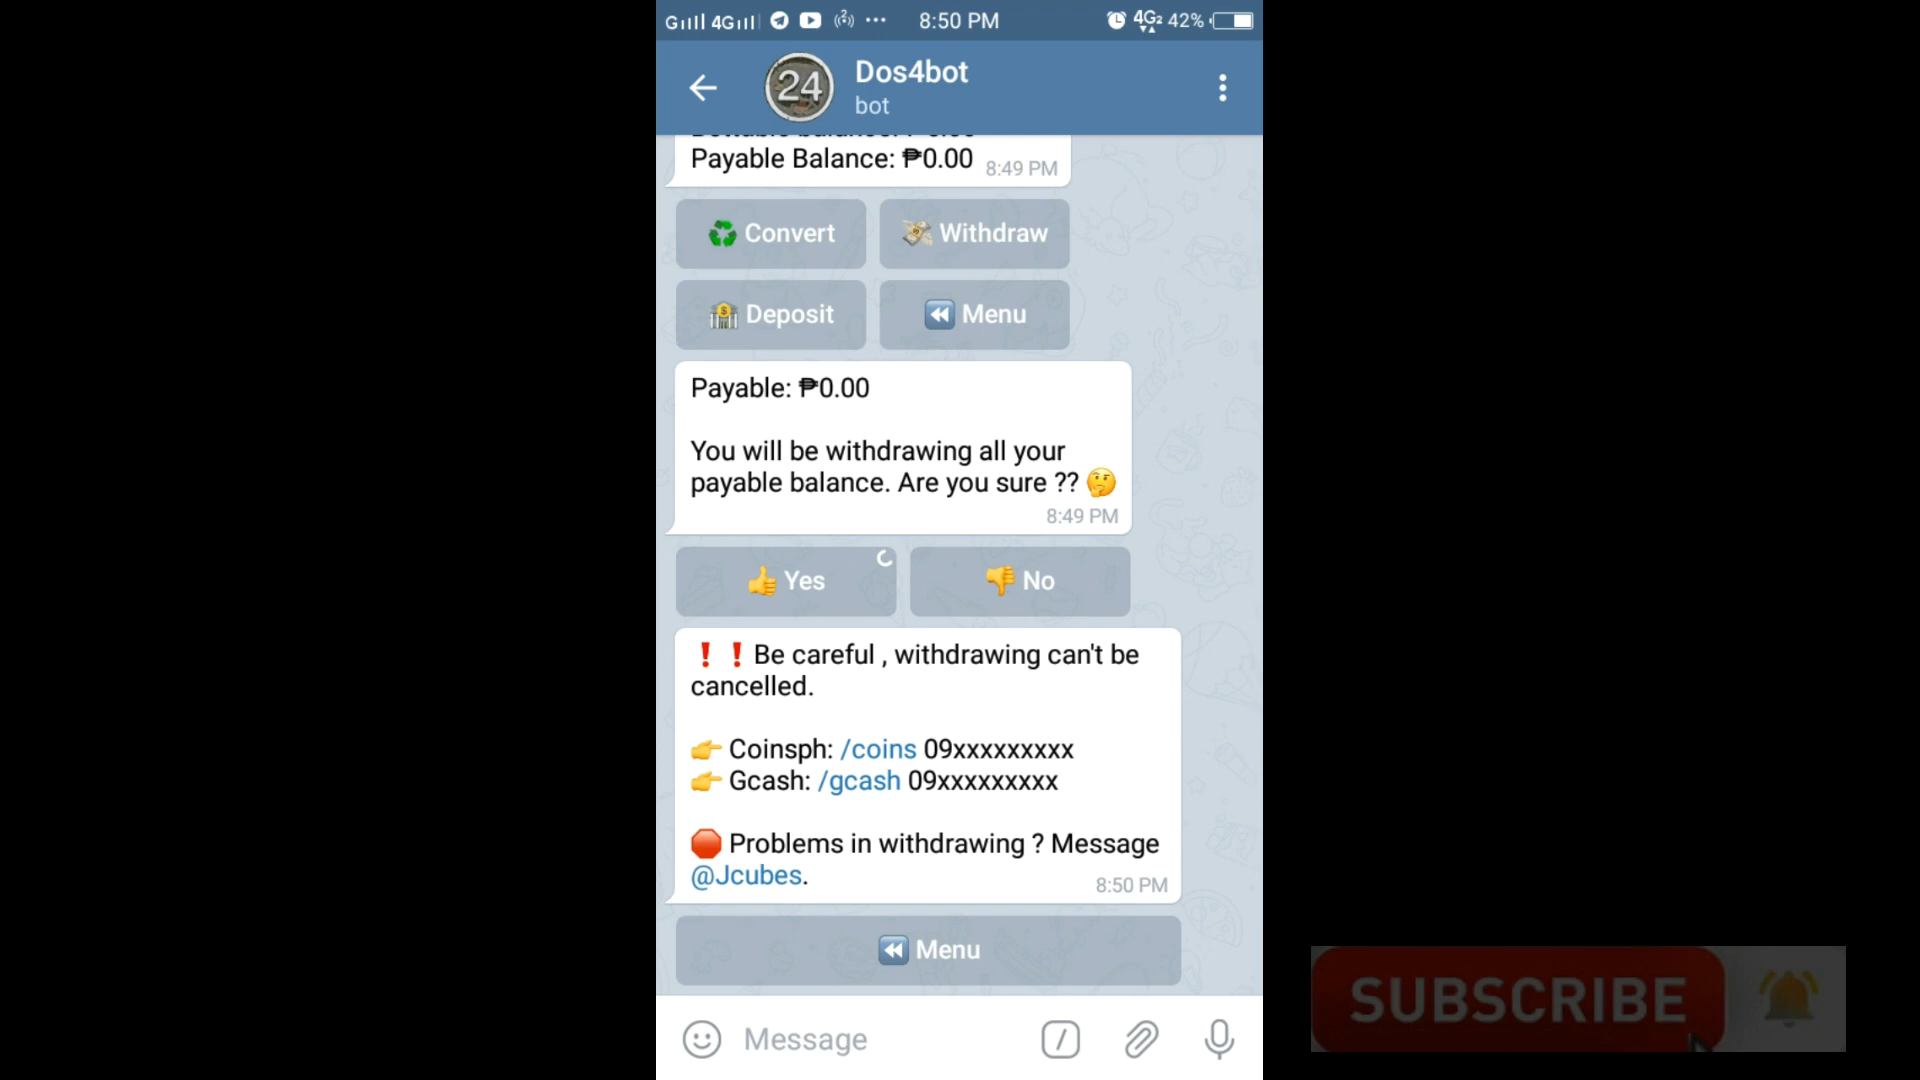 4G 8:50 PM 4G2 42%
24 Dos4bot
bot
Payable Balance: ₱0.00 8:49 PM
♻ Convert 💸 Withdraw
🏦 Deposit ⏪ Menu
Payable: ₱0.00
You will be withdrawing all your
payable balance. Are you sure ?? 🤔
8:49 PM
👍 Yes 👎 No
❗❗Be careful , withdrawing can't be
cancelled.
👉 Coinsph: /coins 09xxxxxxxxx
👉 Gcash: /gcash 09xxxxxxxxx
🛑 Problems in withdrawing ? Message
@Jcubes. 8:50 PM
⏪ Menu
Message
SUBSCRIBE